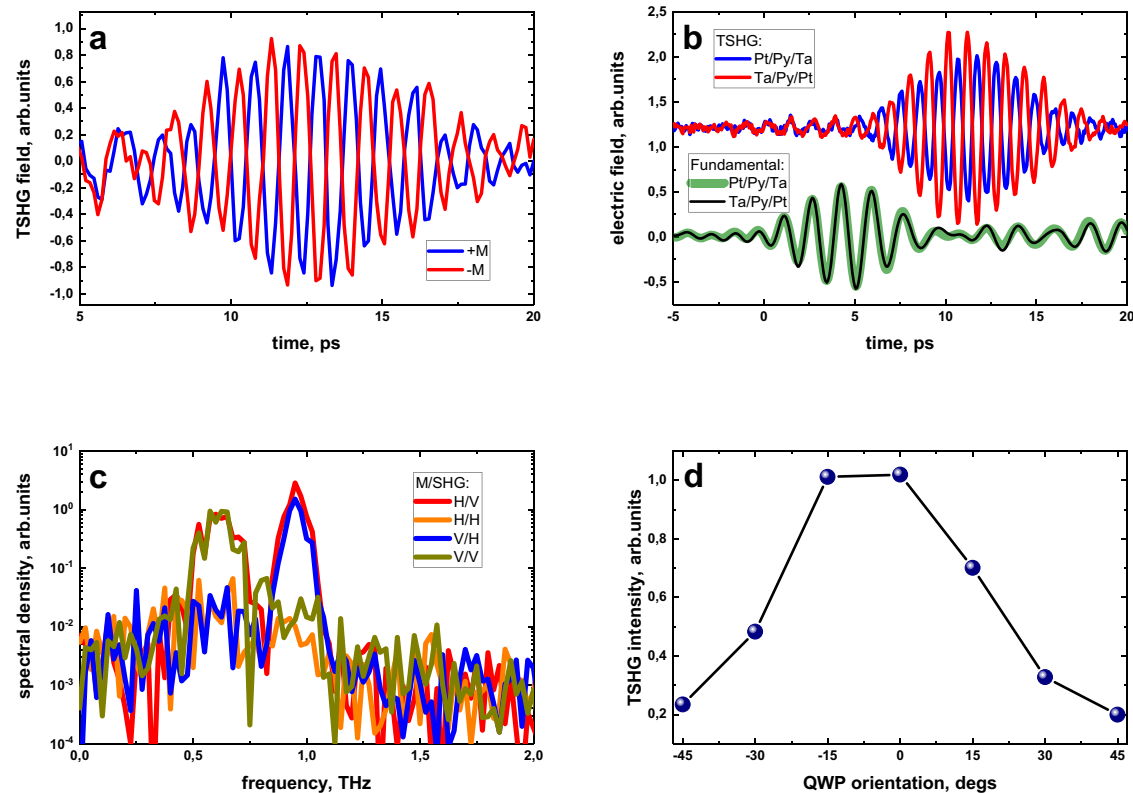 a
TSHG field, arb.units
1,0
0,8
0,6
0,4
0,2
0,0
-0,2
-0,4
-0,6
-0,8
-1,0
+M
-M
5
10
15
20
time, ps
b
electric field, arb.units
2,5
2,0
1,5
1,0
0,5
0,0
-0,5
TSHG:
Pt/Py/Ta
Ta/Py/Pt
Fundamental:
Pt/Py/Ta
Ta/Py/Pt
-5
0
5
10
15
20
time, ps
c
spectral density, arb.units
10¹
10⁰
10⁻¹
10⁻²
10⁻³
10⁻⁴
M/SHG:
H/V
H/H
V/H
V/V
0,0
0,5
1,0
1,5
2,0
frequency, THz
d
TSHG intensity, arb.units
1,0
0,8
0,6
0,4
0,2
-45
-30
-15
0
15
30
45
QWP orientation, degs